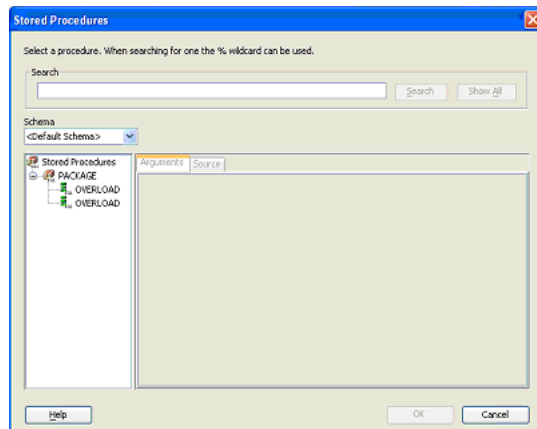 Stored Procedures
Select a procedure. When searching for one the % wildcard can be used.
Search
Search
Show All
Schema
<Default Schema>
Stored Procedures
PACKAGE
OVERLOAD
OVERLOAD
Arguments
Source
Help
OK
Cancel